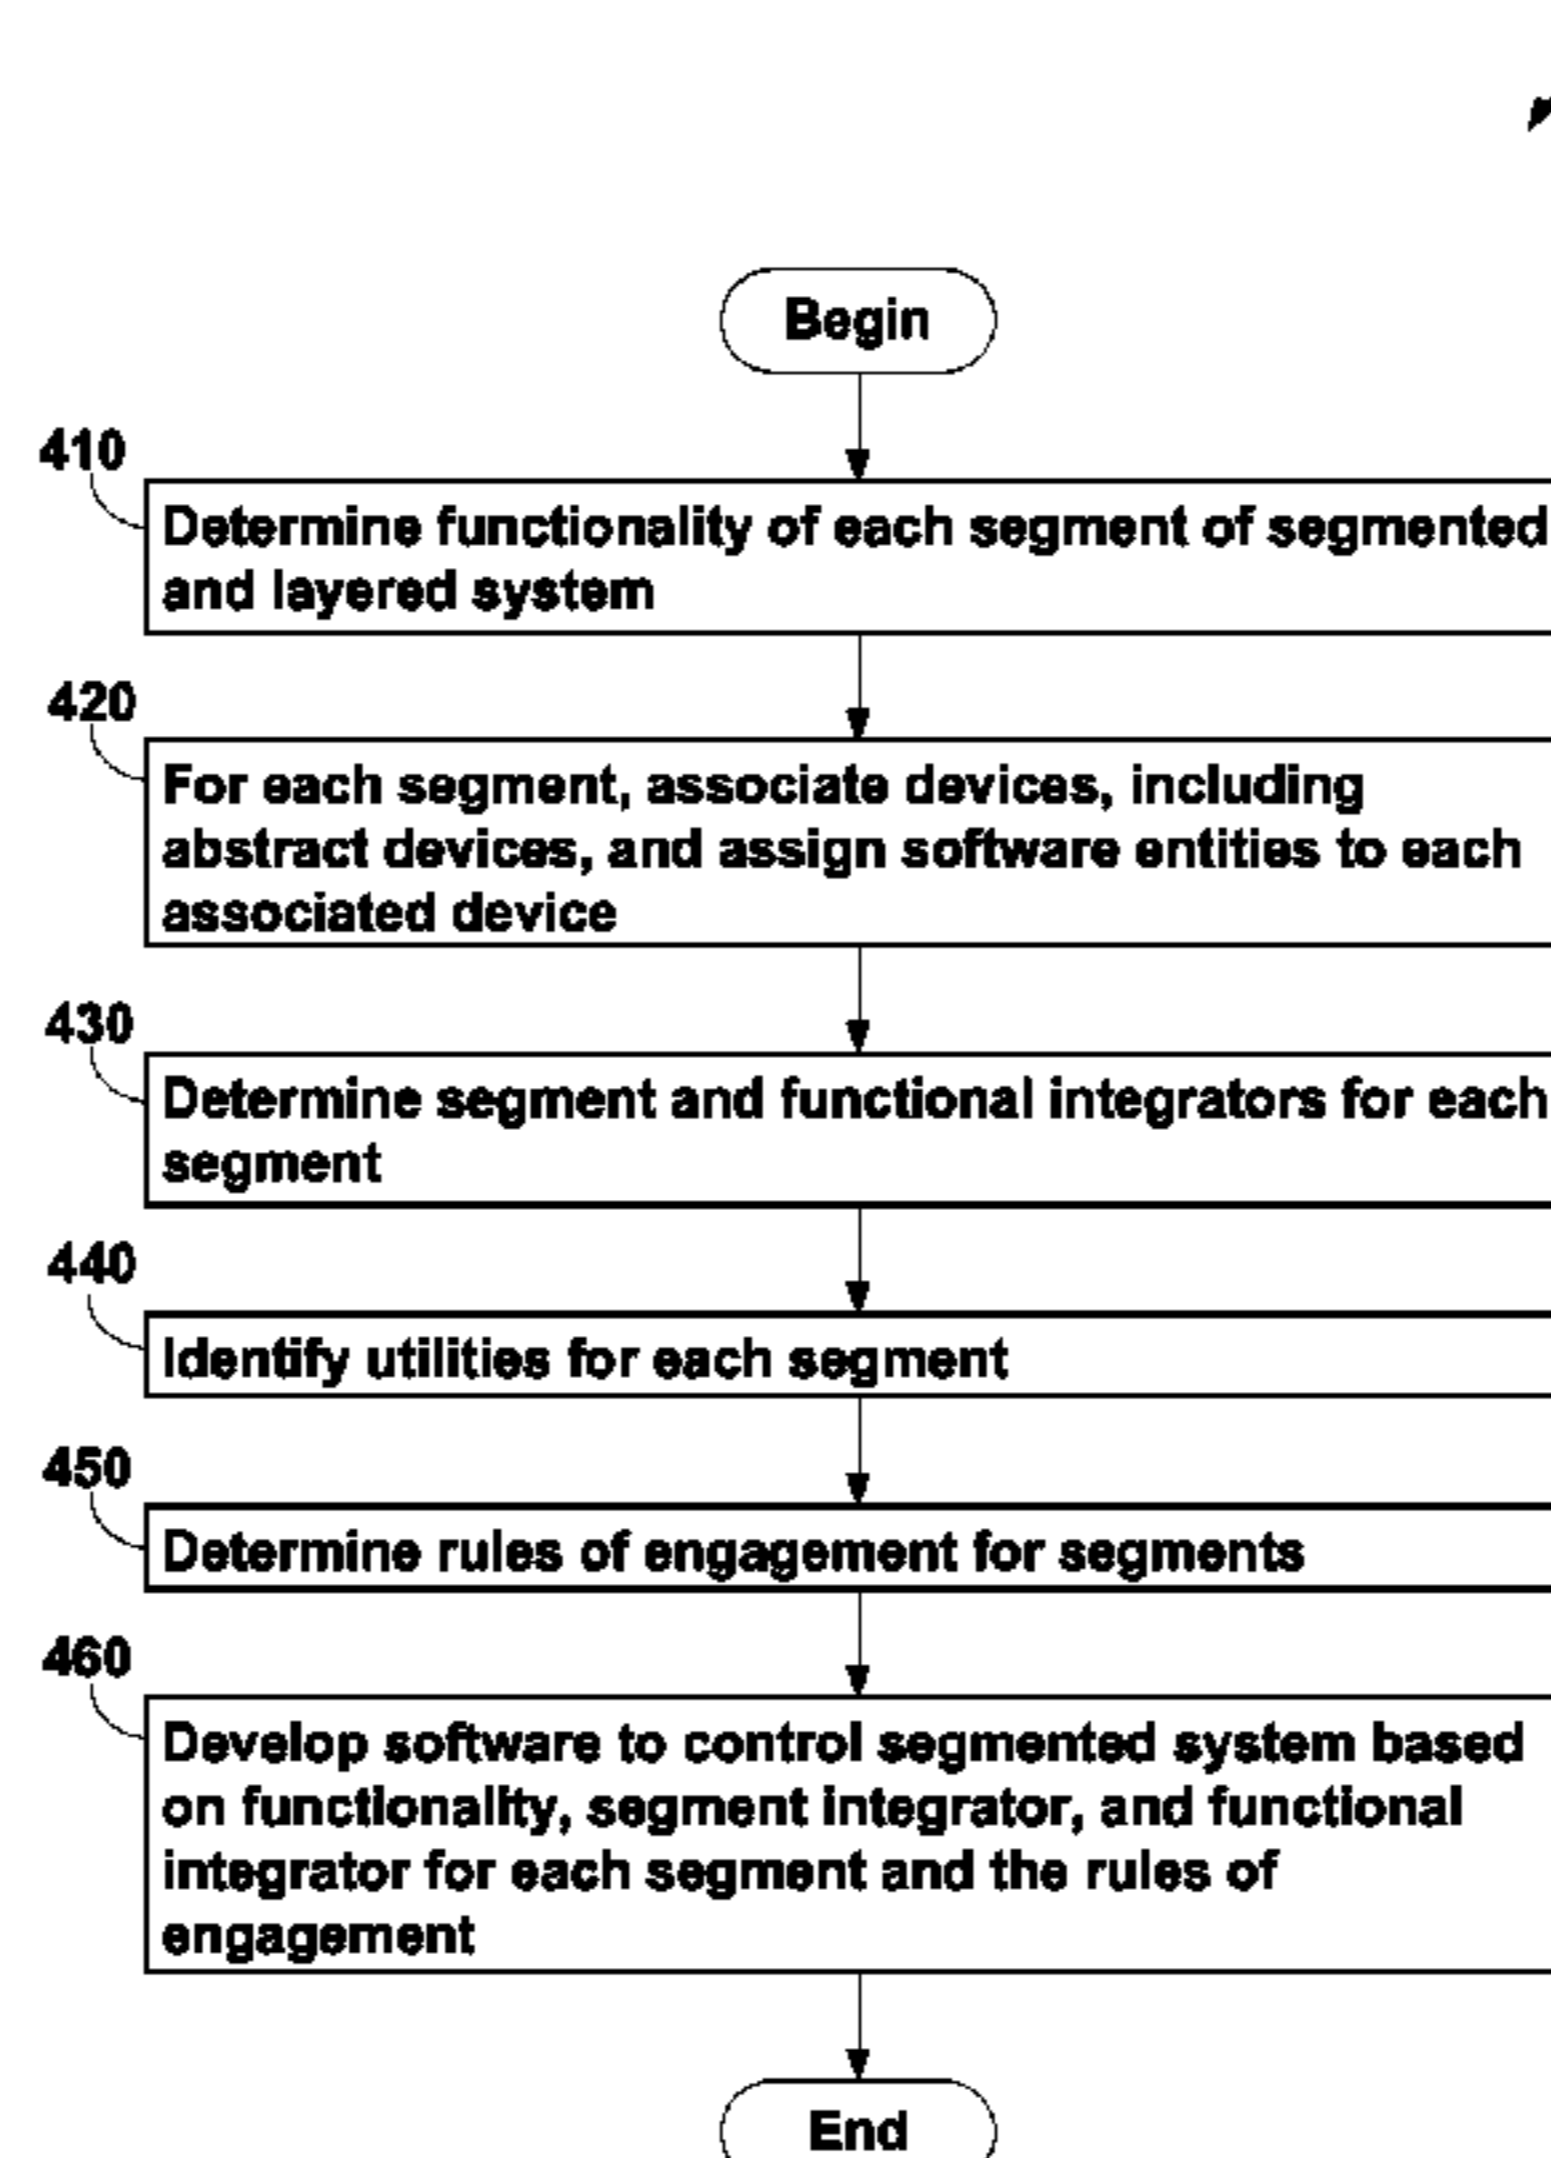 Begin
410
Determine functionality of each segment of segmented
and layered system
420
For each segment, associate devices, including
abstract devices, and assign software entities to each
associated device
430
Determine segment and functional integrators for each
segment
440
Identify utilities for each segment
450
Determine rules of engagement for segments
460
Develop software to control segmented system based
on functionality, segment integrator, and functional
integrator for each segment and the rules of
engagement
End